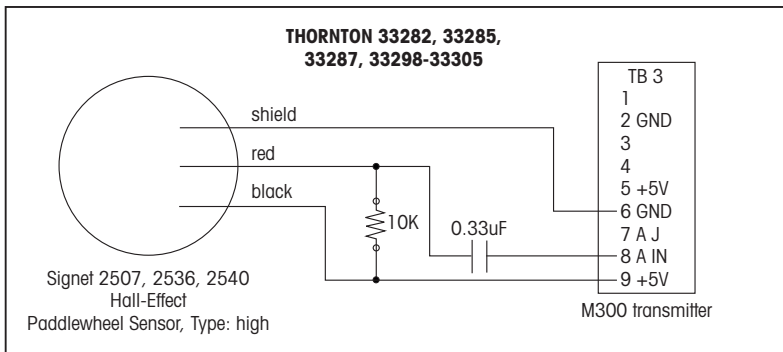 THORNTON 33282, 33285,
33287, 33298-33305
shield
red
black
10K
0.33uF
Signet 2507, 2536, 2540
Hall-Effect
Paddlewheel Sensor, Type: high
TB 3
1
2 GND
3
4
5 +5V
6 GND
7 A J
8 A IN
9 +5V
M300 transmitter